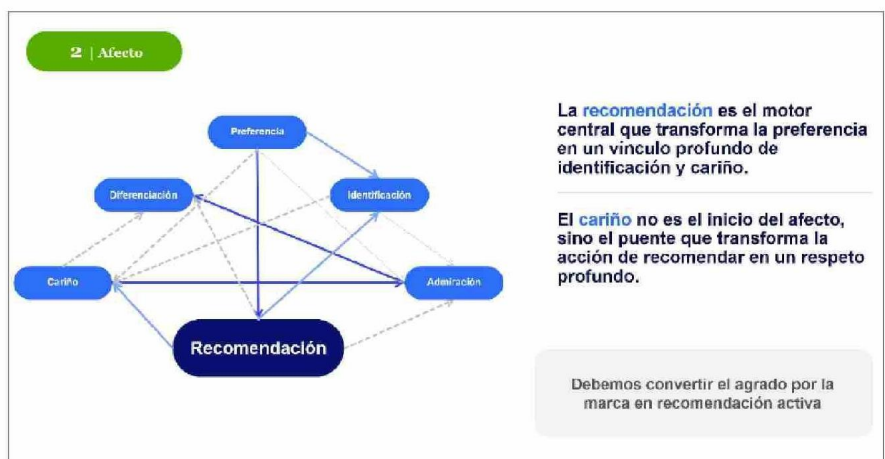 2 | Afecto
Preferencia
Diferenciación
Identificación
Cariño
Admiración
Recomendación
La recomendación es el motor
central que transforma la preferencia
en un vinculo profundo de
identificación y cariño.
El cariño no es el inicio del afecto,
sino el puente que transforma la
acción de recomendar en un respeto
profundo.
Debemos convertir el agrado por la
marca en recomendación activa